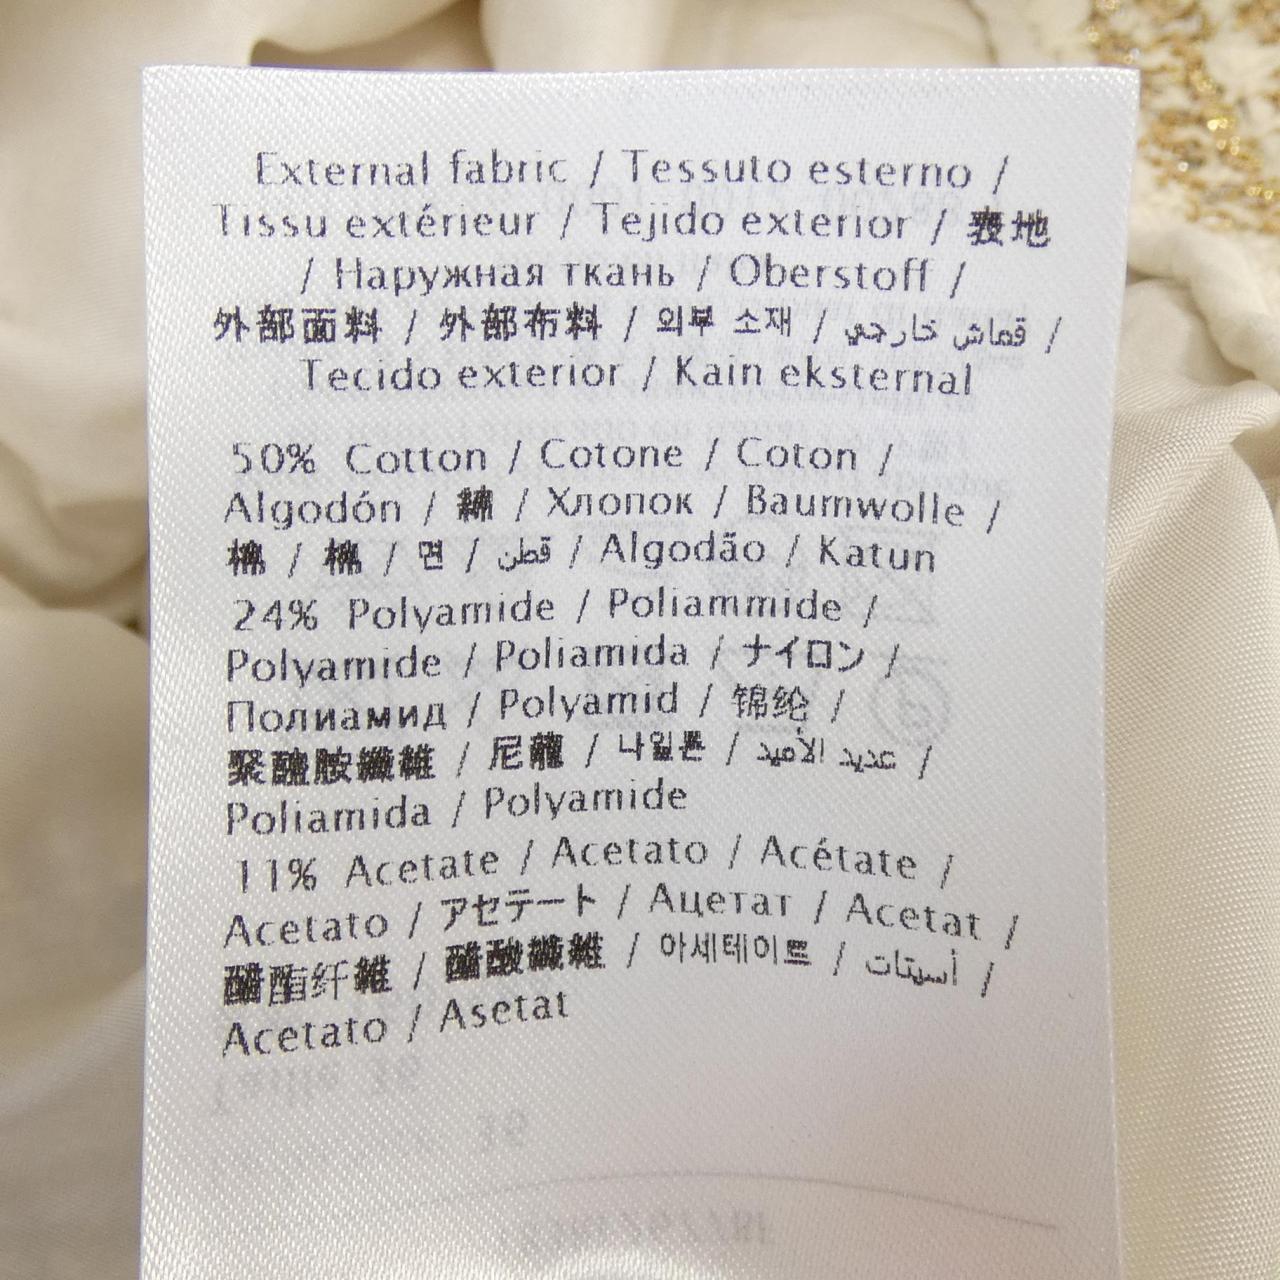 External fabric / Tessuto esterno /
Tissu extérieur / Tejido exterior / 表地
/ Наружная ткань / Oberstoff /
外部面料 / 外部布料 / 외부 소재 / قماش خارجي /
Tecido exterior / Kain eksternal
50% Cotton / Cotone / Coton /
Algodón / 綿 / Хлопок / Baumwolle /
棉 / 棉 / 면 / قطن / Algodão / Katun
24% Polyamide / Poliammide /
Polyamide / Poliamida / ナイロン /
Полиамид / Polyamid / 锦纶 /
聚醯胺纖維 / 尼龍 / 나일론 / عديد الأميد /
Poliamida / Polyamide
11% Acetate / Acetato / Acétate /
Acetato / アセテート / Ацетат / Acetat /
醋酯纤維 / 醋酸纖維 / 아세테이트 / أسيتات /
Acetato / Asetat